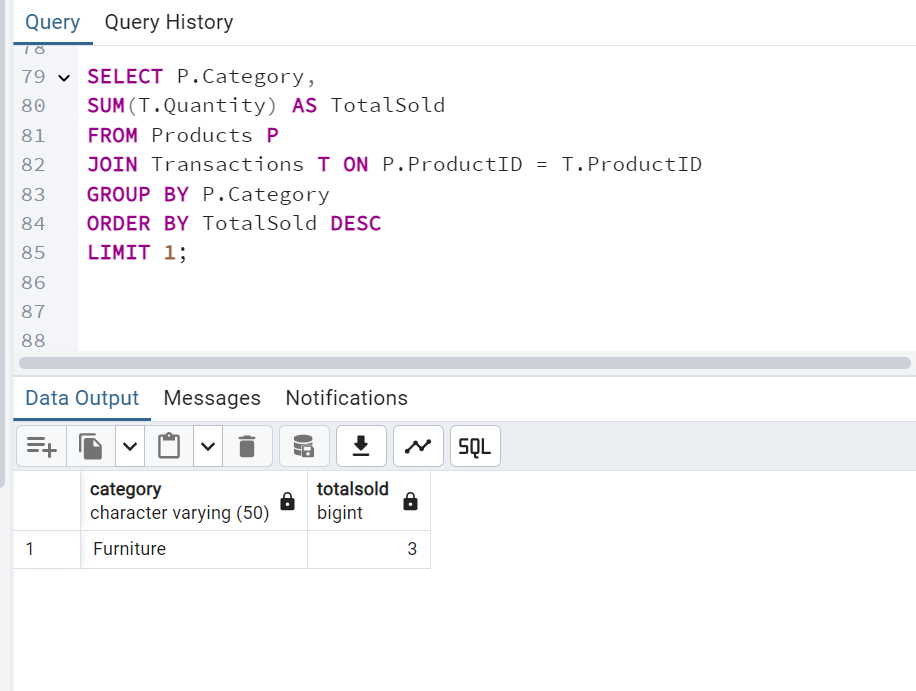 Query Query History
78
79 SELECT P.Category,
80 SUM(T.Quantity) AS TotalSold
81 FROM Products P
82 JOIN Transactions T ON P.ProductID = T.ProductID
83 GROUP BY P.Category
84 ORDER BY TotalSold DESC
85 LIMIT 1;
86
87
88
Data Output Messages Notifications
SQL
category totalsold
character varying (50) bigint
1 Furniture 3